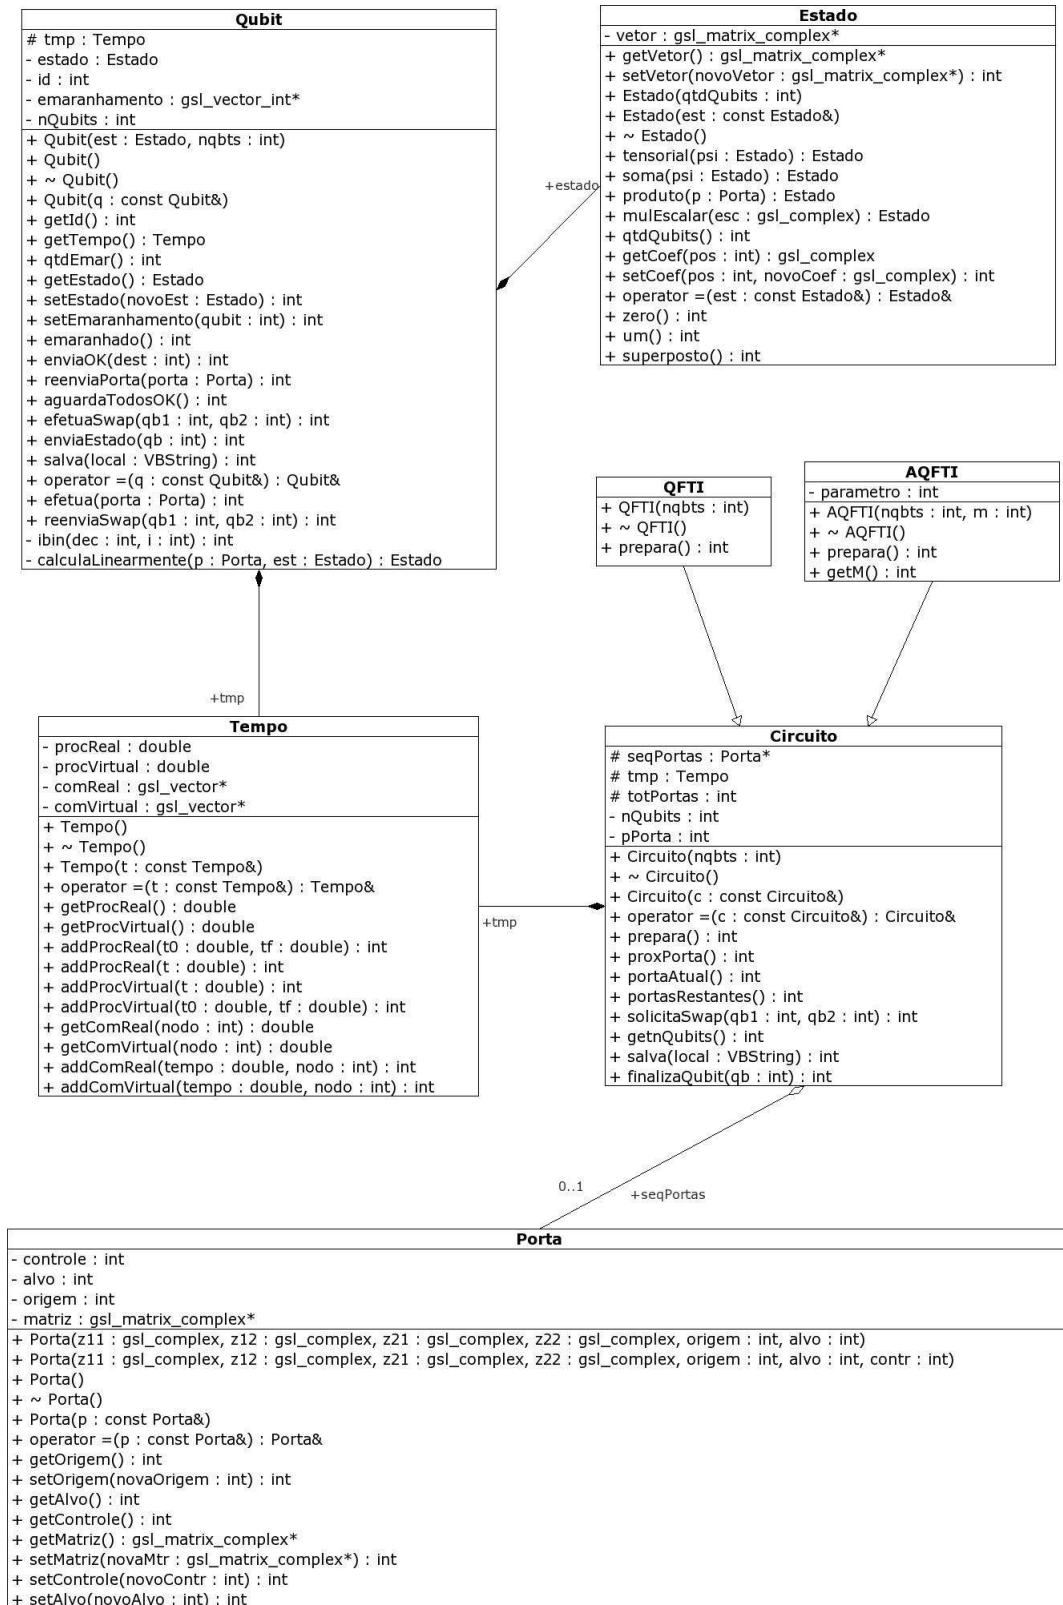 Qubit
# tmp : Tempo
- estado : Estado
- id : int
- emaranhamento : gsl_vector_int*
- nQubits : int
+ Qubit(est : Estado, nqbts : int)
+ Qubit()
+ ~ Qubit()
+ Qubit(q : const Qubit&)
+ getId() : int
+ getTempo() : Tempo
+ qtdEmar() : int
+ getEstado() : Estado
+ setEstado(novoEst : Estado) : int
+ setEmaranhamento(qubit : int) : int
+ emaranhado() : int
+ enviaOK(dest : int) : int
+ reenviaPorta(porta : Porta) : int
+ aguardaTodosOK() : int
+ efetuaSwap(qb1 : int, qb2 : int) : int
+ enviaEstado(qb : int) : int
+ salva(local : VBString) : int
+ operator =(q : const Qubit&) : Qubit&
+ efetua(porta : Porta) : int
+ reenviaSwap(qb1 : int, qb2 : int) : int
- ibin(dec : int, i : int) : int
- calculaLinearmente(p : Porta, est : Estado) : Estado
Estado
- vetor : gsl_matrix_complex*
+ getVetor() : gsl_matrix_complex*
+ setVetor(novoVetor : gsl_matrix_complex*) : int
+ Estado(qtdQubits : int)
+ Estado(est : const Estado&)
+ ~ Estado()
+ tensorial(psi : Estado) : Estado
+ soma(psi : Estado) : Estado
+ produto(p : Porta) : Estado
+ mulEscalar(esc : gsl_complex) : Estado
+ qtdQubits() : int
+ getCoef(pos : int) : gsl_complex
+ setCoef(pos : int, novoCoef : gsl_complex) : int
+ operator =(est : const Estado&) : Estado&
+ zero() : int
+ um() : int
+ superposto() : int
+estado
QFTI
+ QFTI(nqbts : int)
+ ~ QFTI()
+ prepara() : int
AQFTI
- parametro : int
+ AQFTI(nqbts : int, m : int)
+ ~ AQFTI()
+ prepara() : int
+ getM() : int
+tmp
Tempo
- procReal : double
- procVirtual : double
- comReal : gsl_vector*
- comVirtual : gsl_vector*
+ Tempo()
+ ~ Tempo()
+ Tempo(t : const Tempo&)
+ operator =(t : const Tempo&) : Tempo&
+ getProcReal() : double
+ getProcVirtual() : double
+ addProcReal(t0 : double, tf : double) : int
+ addProcReal(t : double) : int
+ addProcVirtual(t : double) : int
+ addProcVirtual(t0 : double, tf : double) : int
+ getComReal(nodo : int) : double
+ getComVirtual(nodo : int) : double
+ addComReal(tempo : double, nodo : int) : int
+ addComVirtual(tempo : double, nodo : int) : int
+tmp
Circuito
# seqPortas : Porta*
# tmp : Tempo
# totPortas : int
- nQubits : int
- pPorta : int
+ Circuito(nqbts : int)
+ ~ Circuito()
+ Circuito(c : const Circuito&)
+ operator =(c : const Circuito&) : Circuito&
+ prepara() : int
+ proxPorta() : int
+ portaAtual() : int
+ portasRestantes() : int
+ solicitaSwap(qb1 : int, qb2 : int) : int
+ getnQubits() : int
+ salva(local : VBString) : int
+ finalizaQubit(qb : int) : int
0..1
+seqPortas
Porta
- controle : int
- alvo : int
- origem : int
- matriz : gsl_matrix_complex*
+ Porta(z11 : gsl_complex, z12 : gsl_complex, z21 : gsl_complex, z22 : gsl_complex, origem : int, alvo : int)
+ Porta(z11 : gsl_complex, z12 : gsl_complex, z21 : gsl_complex, z22 : gsl_complex, origem : int, alvo : int, contr : int)
+ Porta()
+ ~ Porta()
+ Porta(p : const Porta&)
+ operator =(p : const Porta&) : Porta&
+ getOrigem() : int
+ setOrigem(novaOrigem : int) : int
+ getAlvo() : int
+ getControle() : int
+ getMatriz() : gsl_matrix_complex*
+ setMatriz(novaMtr : gsl_matrix_complex*) : int
+ setControle(novoContr : int) : int
+ setAlvo(novoAlvo : int) : int